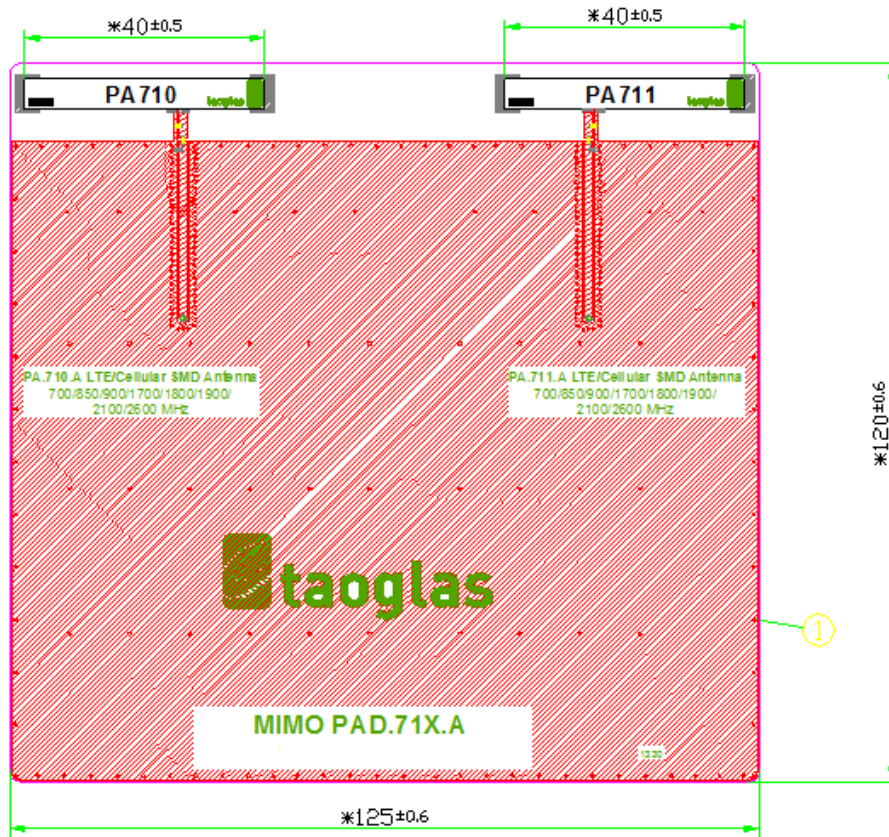 *40±0.5
*40±0.5
PA710
taoglas
PA711
taoglas
PA.710.A LTE/Cellular SMD Antenna
700/850/900/1700/1800/1900/
2100/2600 MHz
PA.711.A LTE/Cellular SMD Antenna
700/850/900/1700/1800/1900/
2100/2600 MHz
*120±0.6
taoglas
1
MIMO PAD.71X.A
*125±0.6